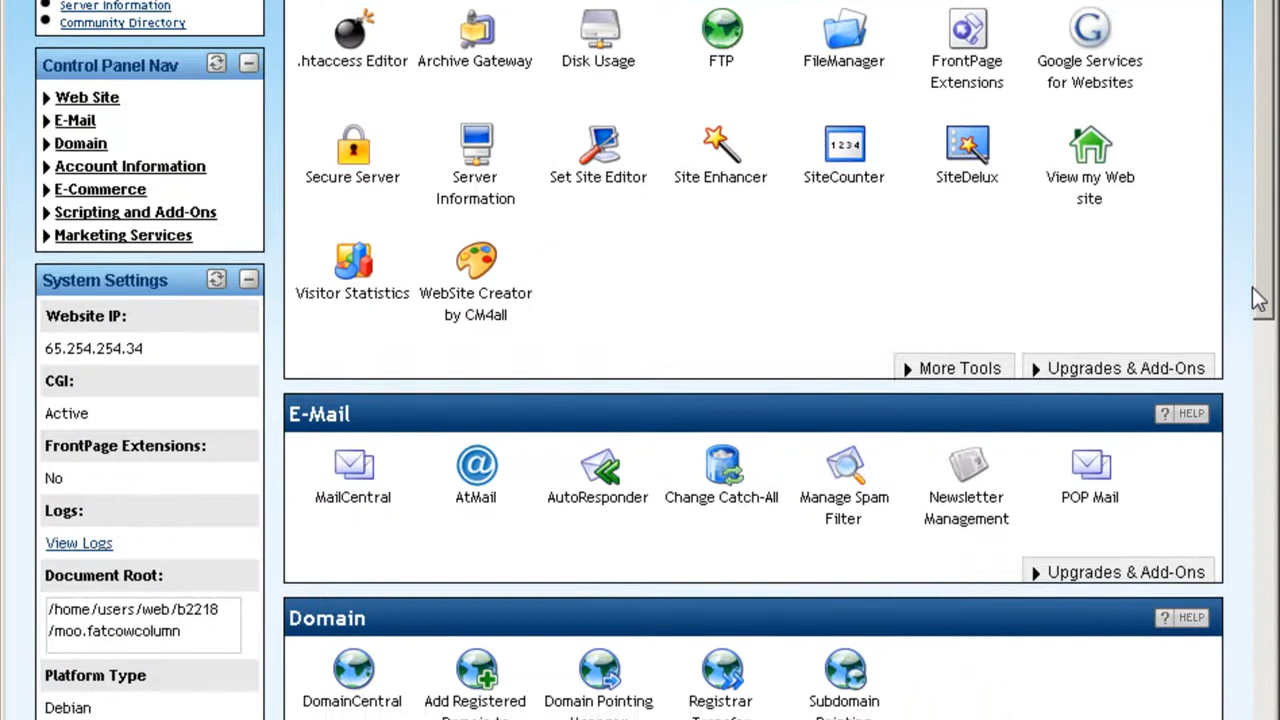 Server Information
Community Directory
Control Panel Nav
Web Site
E-Mail
Domain
Account Information
E-Commerce
Scripting and Add-Ons
Marketing Services
System Settings
Website IP:
65.254.254.34
CGI:
Active
FrontPage Extensions:
No
Logs:
View Logs
Document Root:
/home/users/web/b2218
/moo.fatcowcolumn
Platform Type
Debian
.htaccess Editor
Archive Gateway
Disk Usage
FTP
FileManager
FrontPage
Extensions
G
Google Services
for Websites
Secure Server
Server
Information
Set Site Editor
Site Enhancer
1234
SiteCounter
SiteDelux
View my Web
site
Visitor Statistics
WebSite Creator
by CM4all
More Tools
Upgrades & Add-Ons
E-Mail
? HELP
MailCentral
@
AtMail
AutoResponder
Change Catch-All
Manage Spam
Filter
Newsletter
Management
POP Mail
Upgrades & Add-Ons
Domain
? HELP
DomainCentral
Add Registered
Domain to
Domain Pointing
Manager
Registrar
Transfer
Subdomain
Pointing